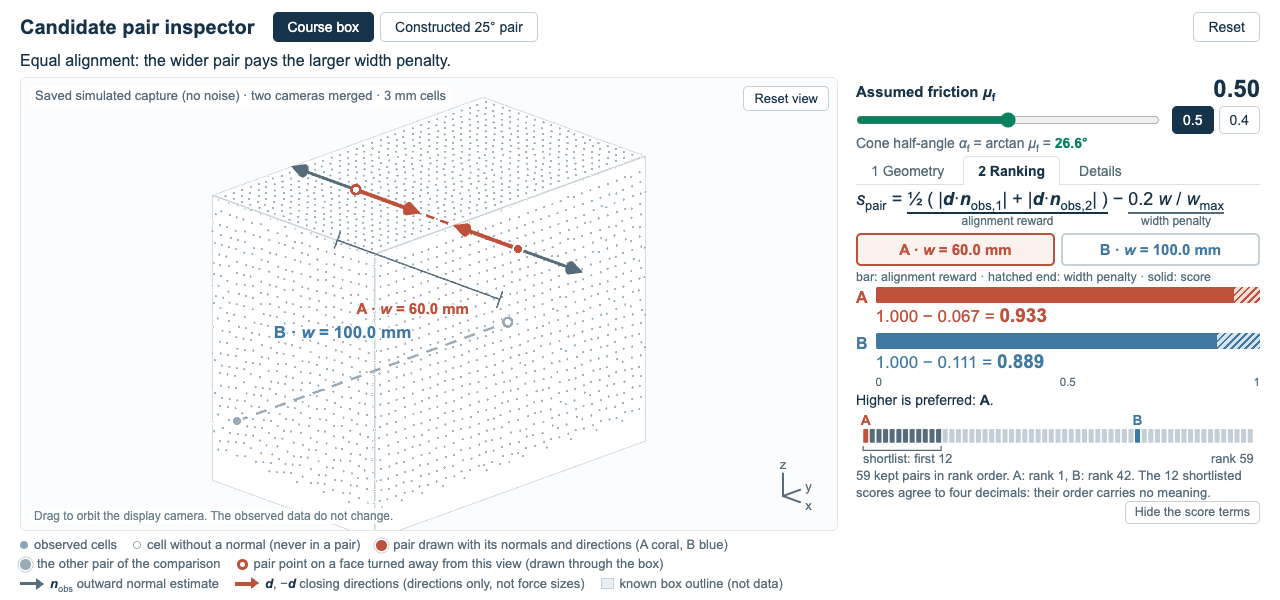 Candidate pair inspector
Course box
Constructed 25° pair
Reset
Equal alignment: the wider pair pays the larger width penalty.
Saved simulated capture (no noise) · two cameras merged · 3 mm cells
Reset view
A · w = 60.0 mm
B · w = 100.0 mm
z
y
x
Drag to orbit the display camera. The observed data do not change.
observed cells
cell without a normal (never in a pair)
pair drawn with its normals and directions (A coral, B blue)
the other pair of the comparison
pair point on a face turned away from this view (drawn through the box)
n_obs outward normal estimate
d, −d closing directions (directions only, not force sizes)
known box outline (not data)
Assumed friction μ_f
0.50
0.5
0.4
Cone half-angle α_f = arctan μ_f = 26.6°
1 Geometry
2 Ranking
Details
s_pair = ½ ( |d·n_obs,1| + |d·n_obs,2| ) − 0.2 w / w_max
alignment reward
width penalty
A · w = 60.0 mm
B · w = 100.0 mm
bar: alignment reward · hatched end: width penalty · solid: score
A
1.000 − 0.067 = 0.933
B
1.000 − 0.111 = 0.889
0
0.5
1
Higher is preferred: A.
A
B
shortlist: first 12
rank 59
59 kept pairs in rank order. A: rank 1, B: rank 42. The 12 shortlisted
scores agree to four decimals: their order carries no meaning.
Hide the score terms